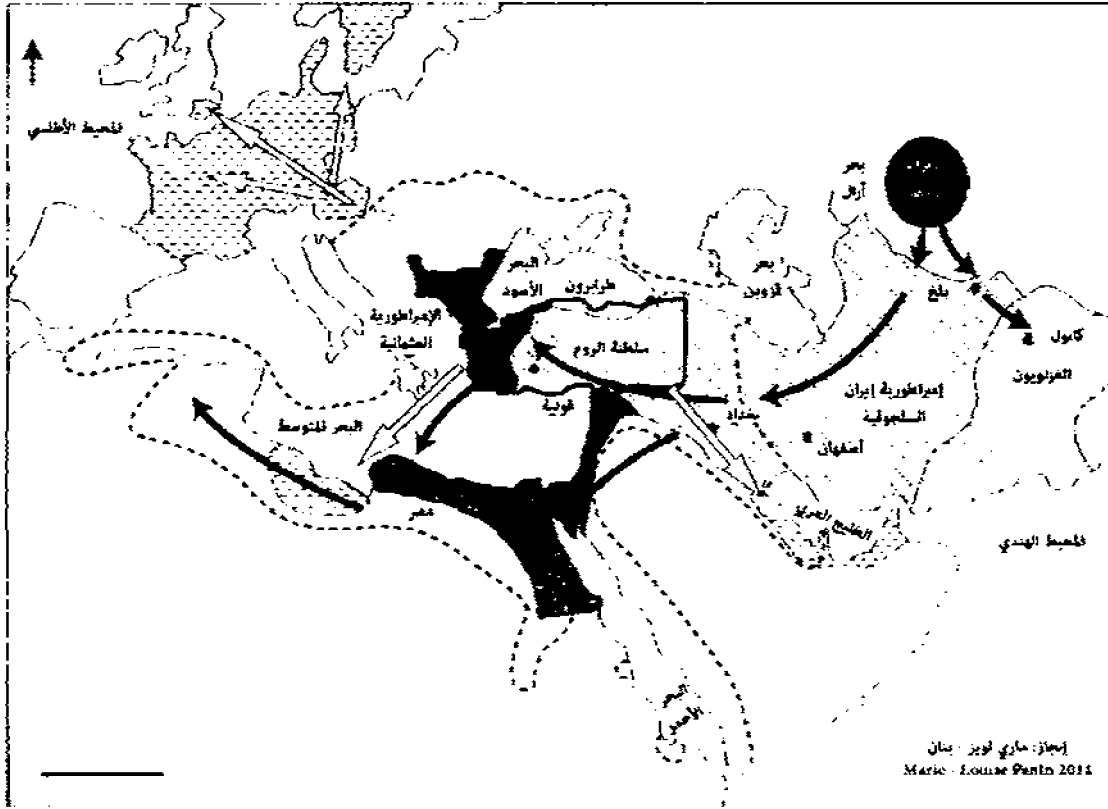 المحيط الأطلسي
بحر
آرال
البحر
الأسود
طرابزون
بحر
قزوين
بلخ
كابول
الغزنويون
الإمبراطورية
العثمانية
سلطنة الروم
قونية
إمبراطورية إيران
السلجوقية
بغداد
أصفهان
البحر المتوسط
مصر
الخليج العربي
المحيط الهندي
البحر
الأحمر
إنجاز: ماري لويز - بنان
Marie - Louise Penin 2011